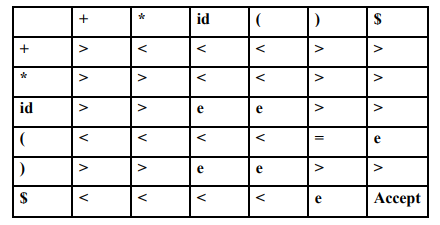 + * id ( ) $
+ > < < < > >
* > > < < > >
id > > e e > >
( < < < < = e
) > > e e > >
$ < < < < e Accept